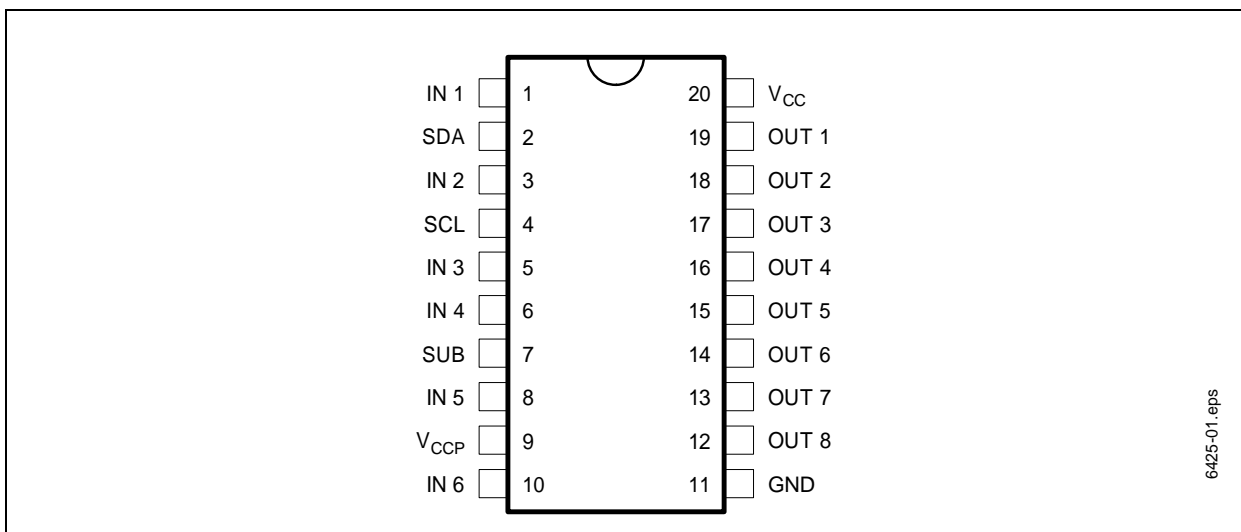 IN 1 1 20 VCC
SDA 2 19 OUT 1
IN 2 3 18 OUT 2
SCL 4 17 OUT 3
IN 3 5 16 OUT 4
IN 4 6 15 OUT 5
SUB 7 14 OUT 6
IN 5 8 13 OUT 7
VCCP 9 12 OUT 8
IN 6 10 11 GND
6425-01.eps